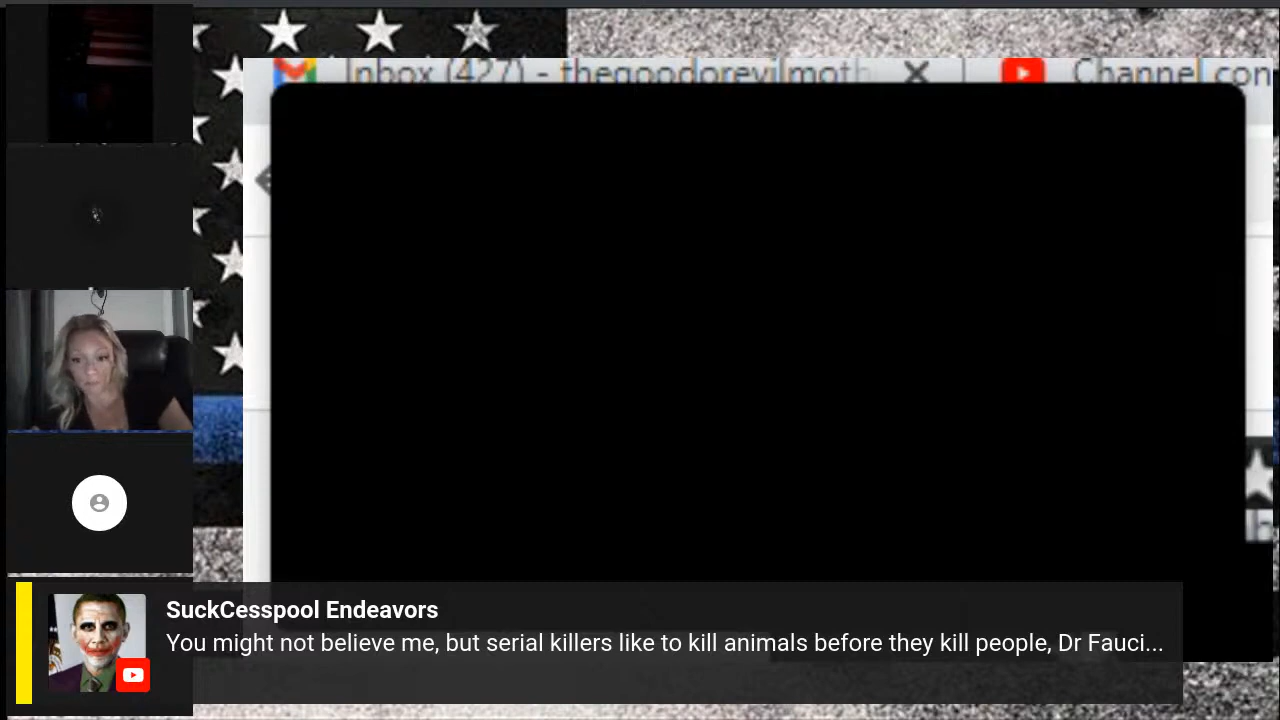 Inbox (427) - thegoodorevilmoth
Channel con
SuckCesspool Endeavors
You might not believe me, but serial killers like to kill animals before they kill people, Dr Fauci...